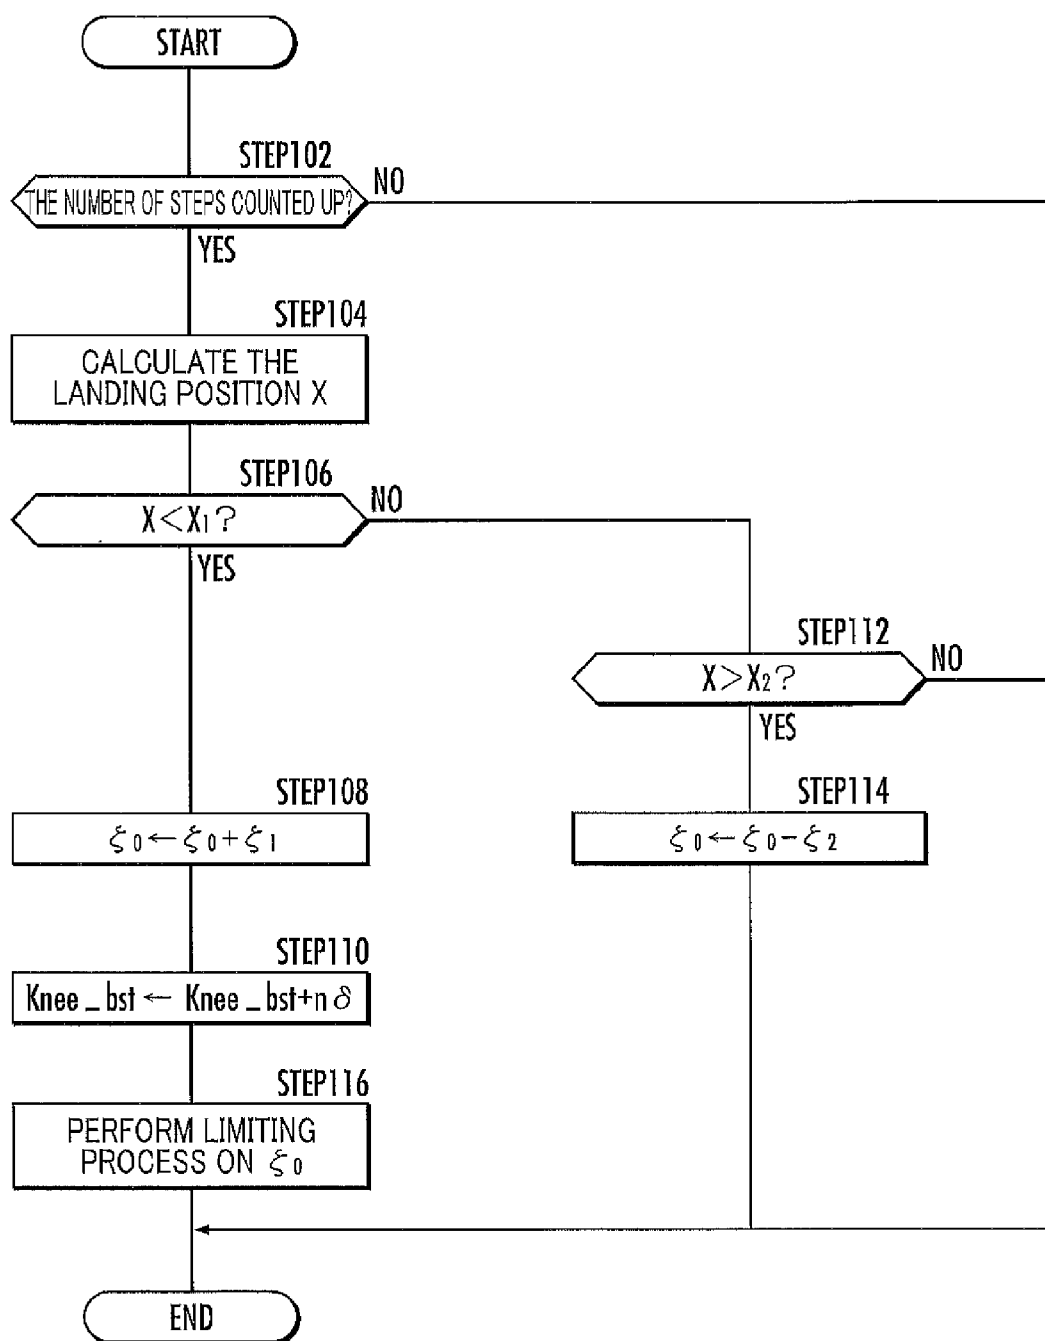 START
STEP102
THE NUMBER OF STEPS COUNTED UP?
NO
YES
STEP104
CALCULATE THE
LANDING POSITION X
STEP106
X<X1?
NO
YES
STEP112
X>X2?
NO
YES
STEP108
ξ0←ξ0+ξ1
STEP114
ξ0←ξ0-ξ2
STEP110
Knee_bst ← Knee_bst+nδ
STEP116
PERFORM LIMITING
PROCESS ON ξ0
END